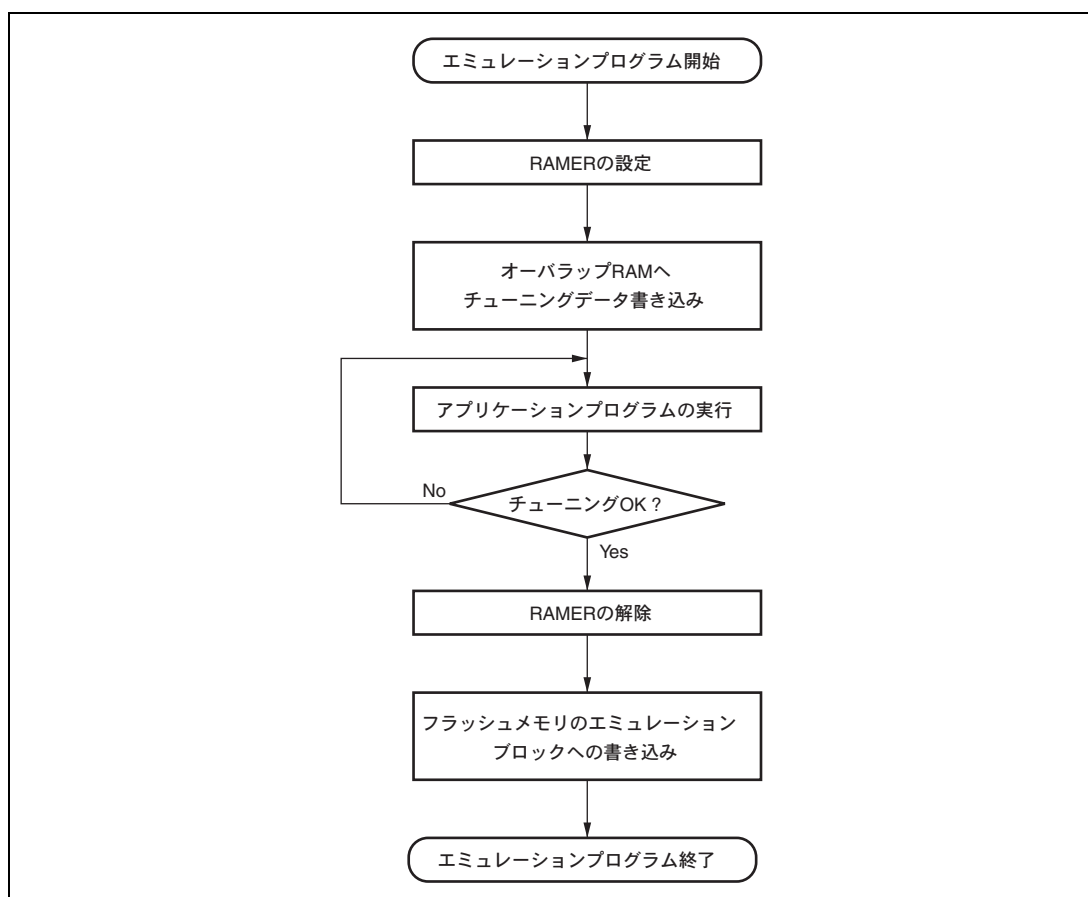 エミュレーションプログラム開始
RAMERの設定
オーバラップRAMへ
チューニングデータ書き込み
アプリケーションプログラムの実行
No
チューニングOK?
Yes
RAMERの解除
フラッシュメモリのエミュレーション
ブロックへの書き込み
エミュレーションプログラム終了